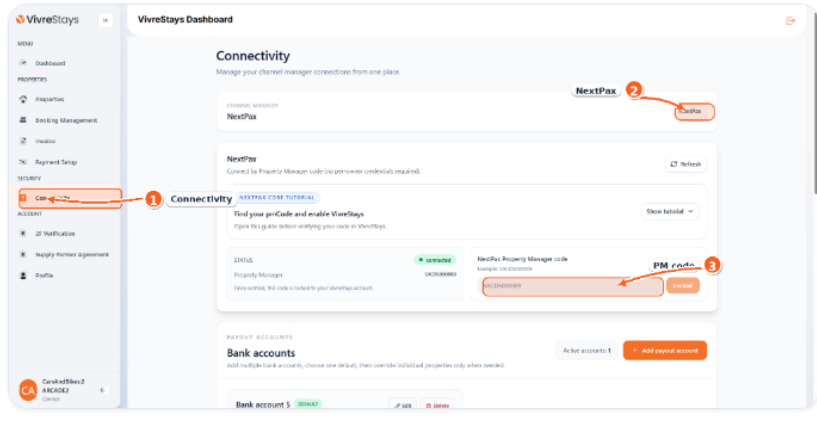 VivreStays
VivreStays Dashboard
MENU
Dashboard
PROPERTIES
Properties
Booking Management
Invoice
Payment Setup
SECURITY
ACCOUNT
2F Verification
Supply Partner Agreement
Profile
CA
CarsAndBikes2
ARCADE2
Owner
Connectivity
Manage your channel manager connections from one place.
CHANNEL MANAGER
NextPax
NextPax 2
NextPax
1 Connectivity
NextPax
Connect by Property Manager code (no per-owner credentials required).
Refresh
NEXTPAX CORE TUTORIAL
Find your pmCode and enable VivreStays
Open this guide before verifying your code in VivreStays.
Show tutorial
STATUS
connected
Property Manager
Once verified, this code is locked to your VivreStays account.
NextPax Property Manager code
PM code 3
Locked
PAYOUT ACCOUNTS
Bank accounts
Add multiple bank accounts, choose one default, then override individual properties only when needed.
Active accounts: 1
+ Add payout account
Bank account 5 DEFAULT
Edit
Delete